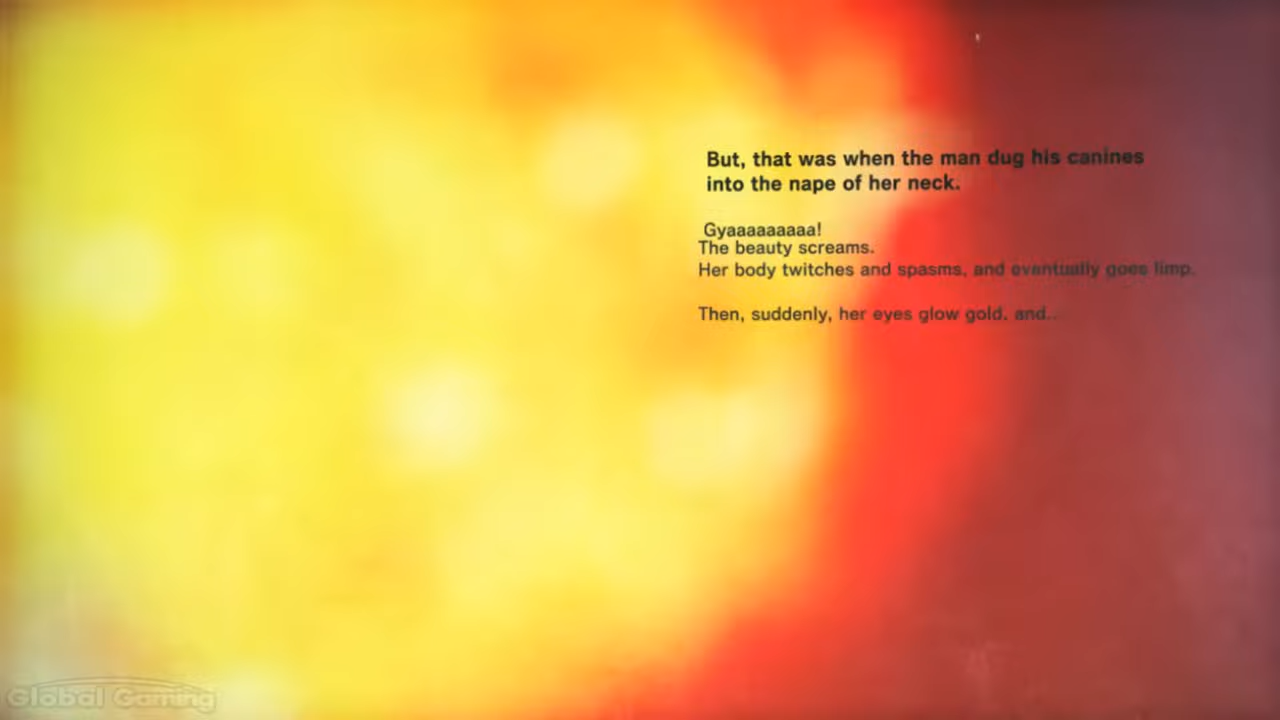 But, that was when the man dug his canines
into the nape of her neck.
Gyaaaaaaaaa!
The beauty screams.
Her body twitches and spasms, and eventually goes limp.
Then, suddenly, her eyes glow gold, and...
Global Gaming